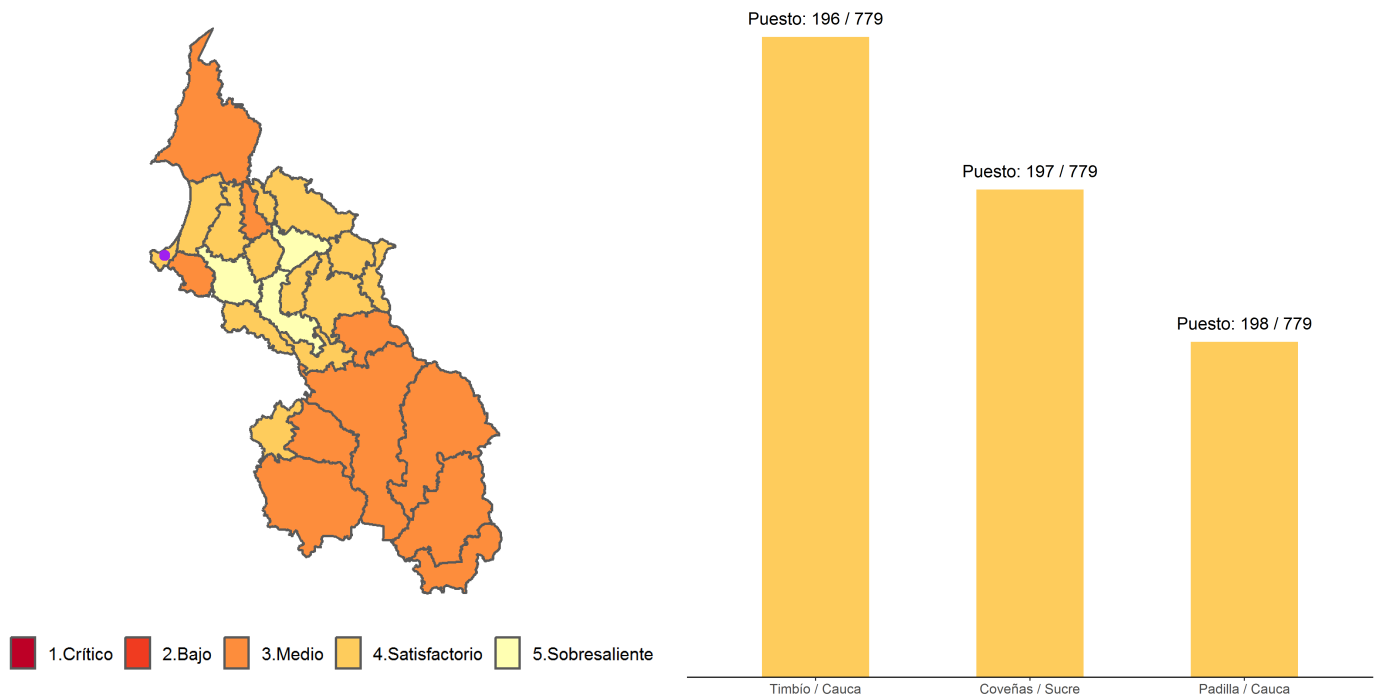 1.Crítico
2.Bajo
3.Medio
4.Satisfactorio
5.Sobresaliente
Puesto: 196 / 779
Puesto: 197 / 779
Puesto: 198 / 779
Timbío / Cauca
Coveñas / Sucre
Padilla / Cauca